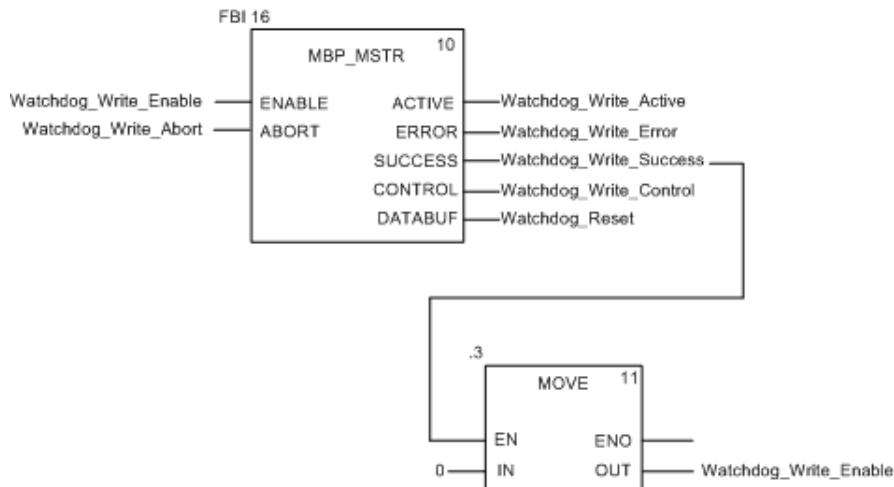 FBI 16
10
MBP_MSTR
Watchdog_Write_Enable ENABLE ACTIVE Watchdog_Write_Active
Watchdog_Write_Abort ABORT ERROR Watchdog_Write_Error
SUCCESS Watchdog_Write_Success
CONTROL Watchdog_Write_Control
DATABUF Watchdog_Reset
.3
MOVE 11
EN ENO
0 IN OUT Watchdog_Write_Enable